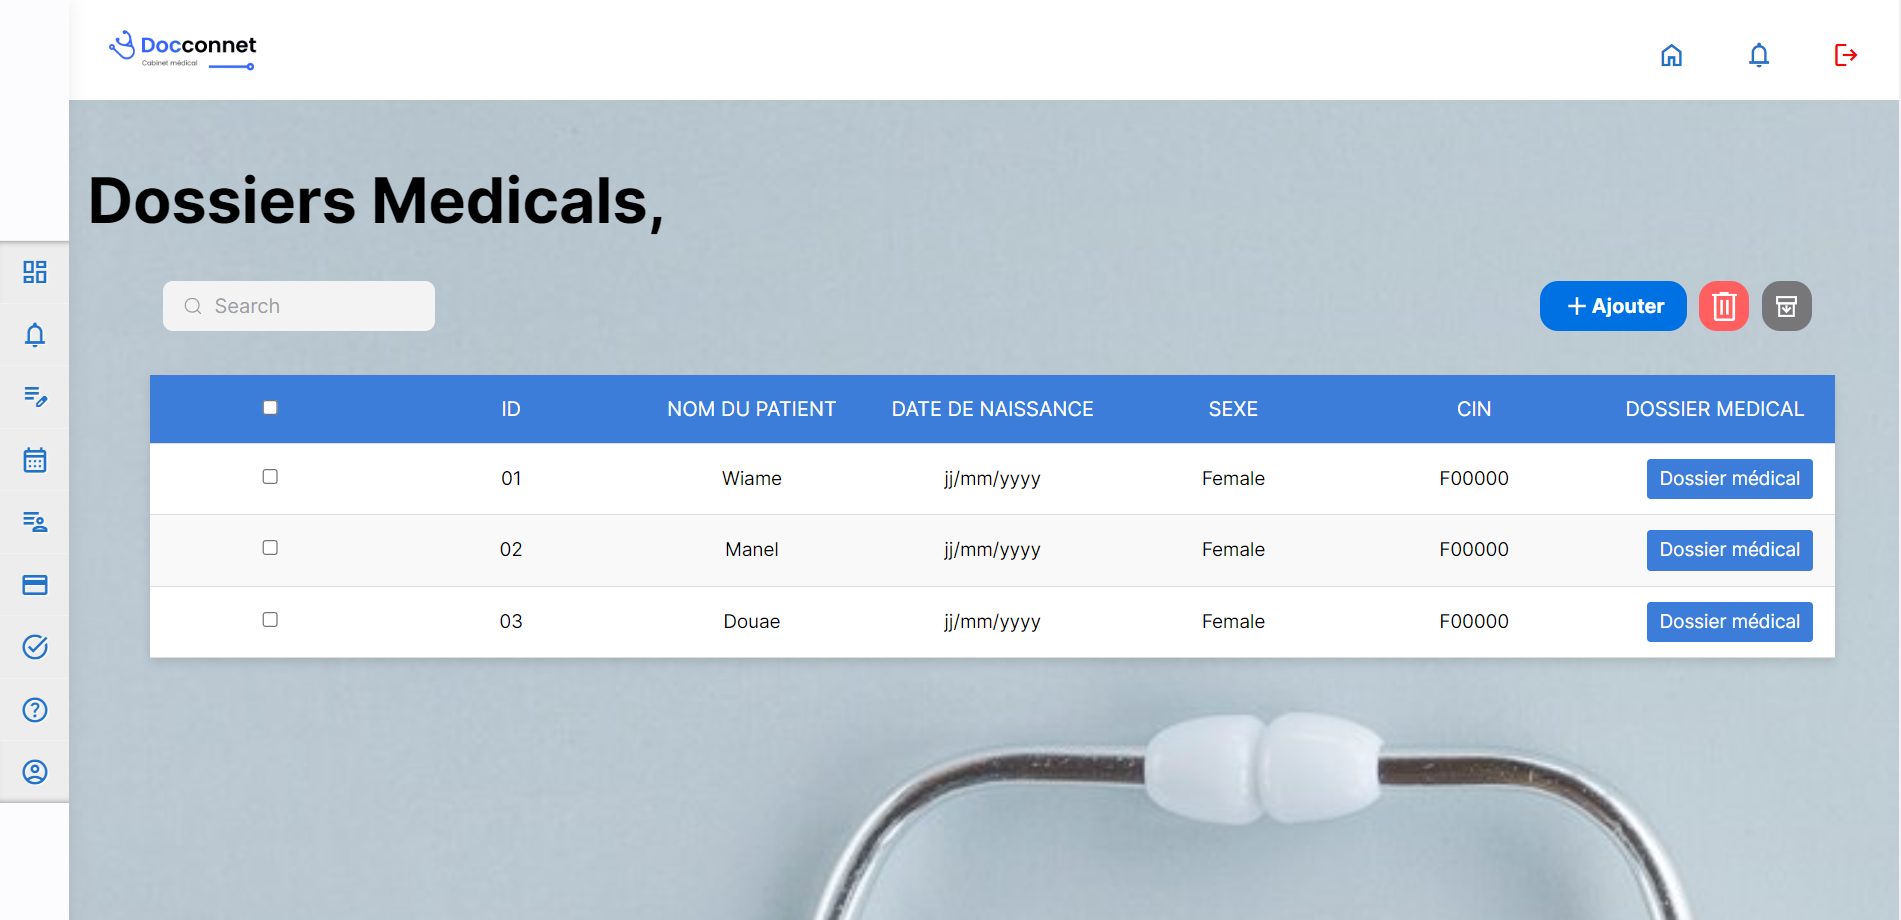 Docconnet
Cabinet médical
Dossiers Medicals,
Search
Ajouter
ID NOM DU PATIENT DATE DE NAISSANCE SEXE CIN DOSSIER MEDICAL
01 Wiame jj/mm/yyyy Female F00000 Dossier médical
02 Manel jj/mm/yyyy Female F00000 Dossier médical
03 Douae jj/mm/yyyy Female F00000 Dossier médical